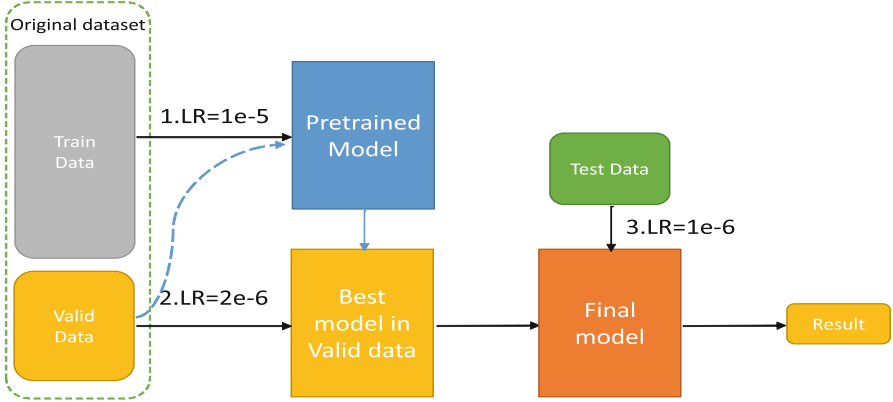 Original dataset
Train
Data
1.LR=1e-5
Pretrained
Model
Test Data
3.LR=1e-6
Valid
Data
2.LR=2e-6
Best
model in
Valid data
Final
model
Result